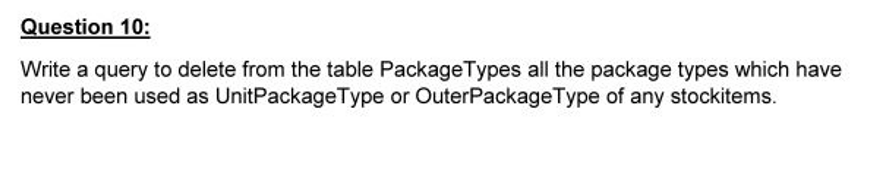 Question 10:
Write a query to delete from the table PackageTypes all the package types which have
never been used as UnitPackageType or OuterPackageType of any stockitems.